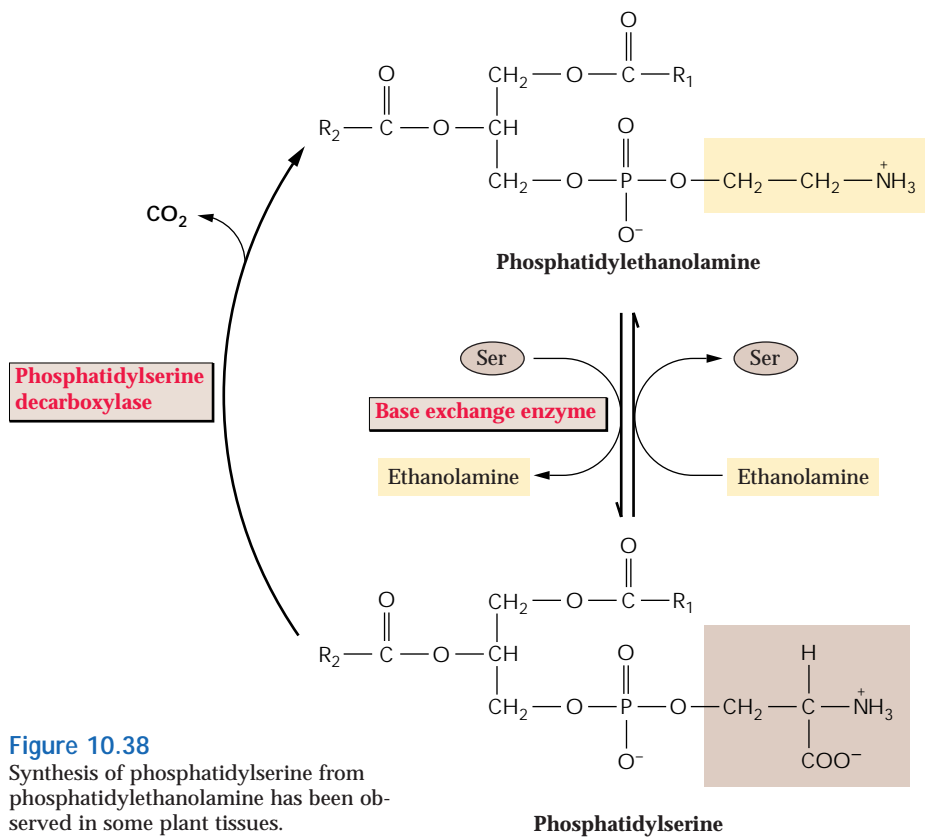 O
CH₂—O—C—R₁
O
R₂—C—O—CH
O
CH₂—O—P—O—CH₂—CH₂—NH₃
+
O⁻
Phosphatidylethanolamine
CO₂
Phosphatidylserine
decarboxylase
Ser
Ser
Base exchange enzyme
Ethanolamine
Ethanolamine
O
CH₂—O—C—R₁
O
R₂—C—O—CH
O
H
CH₂—O—P—O—CH₂—C—NH₃
+
O⁻
COO⁻
Phosphatidylserine
Figure 10.38
Synthesis of phosphatidylserine from
phosphatidylethanolamine has been ob-
served in some plant tissues.